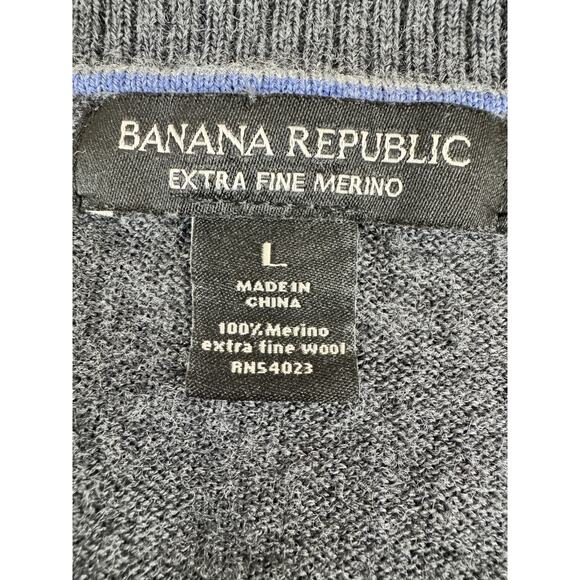 BANANA REPUBLIC
EXTRA FINE MERINO
L
MADE IN
CHINA
100% Merino
extra fine wool
RN54023